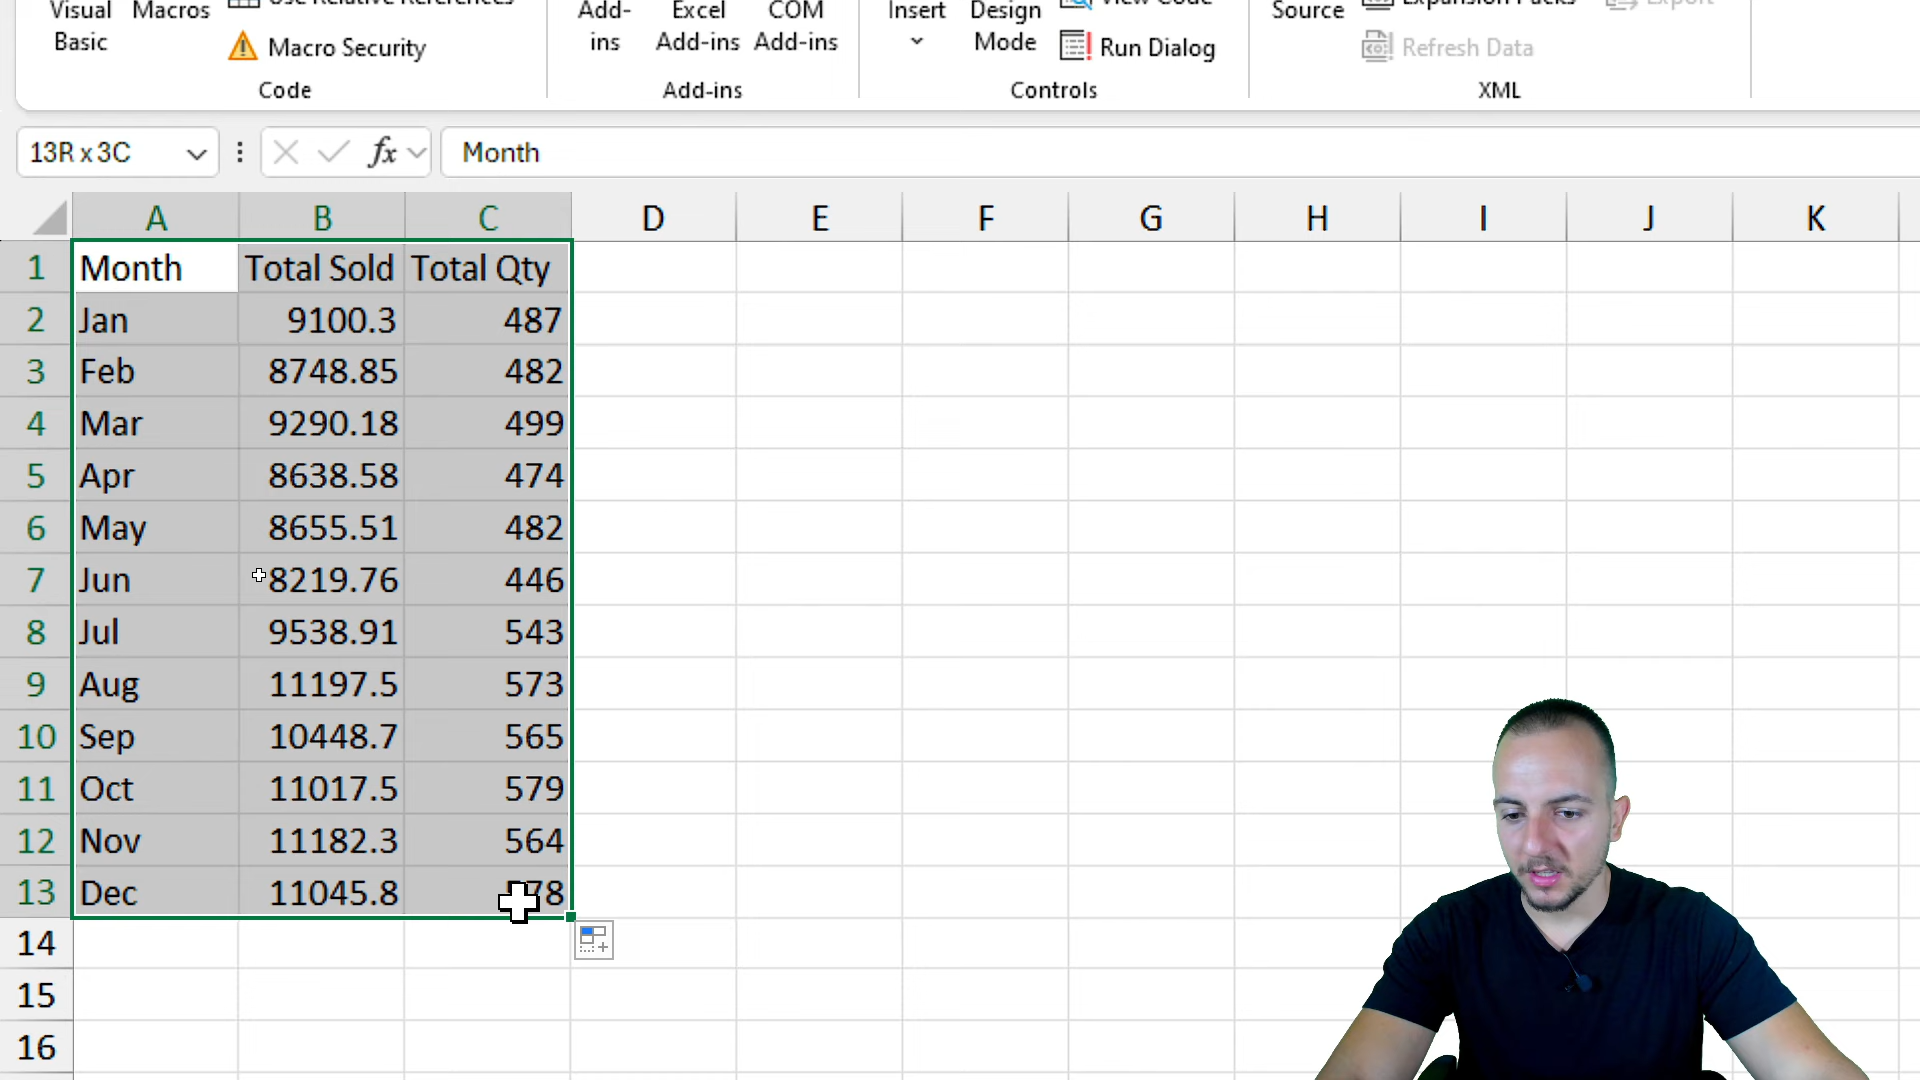 Visual Basic
Macros
Use Relative References
Macro Security
Code
Add-ins
Excel Add-ins
COM Add-ins
Add-ins
Insert
Design Mode
View Code
Run Dialog
Controls
Source
Expansion Packs
Export
Refresh Data
XML
13R x 3C
fx
Month
A B C D E F G H I J K
1 Month Total Sold Total Qty
2 Jan 9100.3 487
3 Feb 8748.85 482
4 Mar 9290.18 499
5 Apr 8638.58 474
6 May 8655.51 482
7 Jun 8219.76 446
8 Jul 9538.91 543
9 Aug 11197.5 573
10 Sep 10448.7 565
11 Oct 11017.5 579
12 Nov 11182.3 564
13 Dec 11045.8
14
15
16